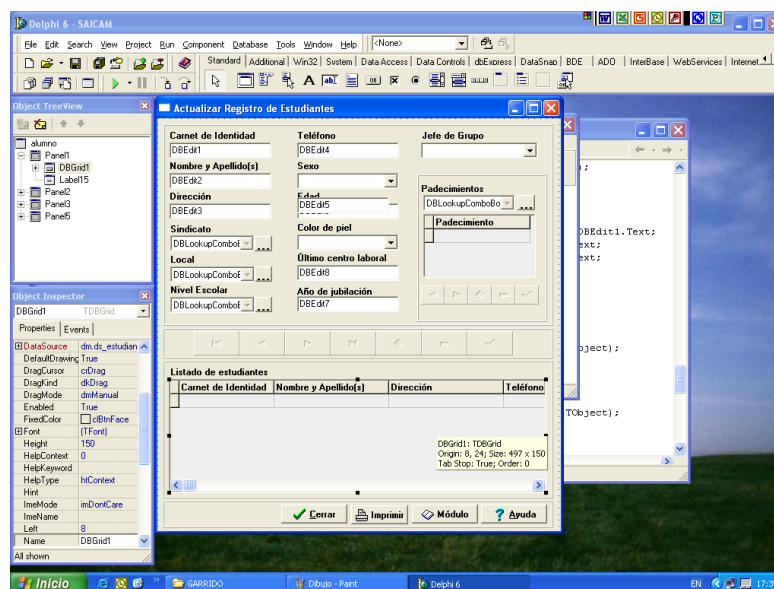 Delphi 6 - SAICAM
File Edit Search View Project Run Component Database Tools Window Help <None>
Standard Additional Win32 System Data Access Data Controls dbExpress DataSnap BDE ADO InterBase WebServices Internet
Object TreeView
alumno
Panel1
DBGrid1
Label15
Panel2
Panel3
Panel5
Object Inspector
DBGrid1 TDBGrid
Properties Events
DataSource dm.ds_estudian
DefaultDrawing True
DragCursor crDrag
DragKind dkDrag
DragMode dmManual
Enabled True
FixedColor clBtnFace
Font (TFont)
Height 150
HelpContext 0
HelpKeyword
HelpType htContext
Hint
ImeMode imDontCare
ImeName
Left 8
Name DBGrid1
All shown
Actualizar Registro de Estudiantes
Carnet de Identidad Teléfono Jefe de Grupo
DBEdit1 DBEdit4
Nombre y Apellido(s) Sexo
DBEdit2
Padecimientos
Dirección Edad
DBEdit3 DBEdit5 DBLookupComboBo ...
Padecimiento
Sindicato Color de piel
DBLookupComboB ...
Local Último centro laboral
DBLookupComboB ... DBEdit8
Nivel Escolar Año de jubilación
DBLookupComboB ... DBEdit7
Listado de estudiantes
Carnet de Identidad Nombre y Apellido(s) Dirección Teléfono
DBGrid1: TDBGrid
Origin: 8, 24; Size: 497 x 150
Tab Stop: True; Order: 0
Cerrar Imprimir Módulo Ayuda
);
DBEdit1.Text;
ext;
ext;
bject);
TObject);
Inicio GARRIDO Dibujo - Paint Delphi 6 EN